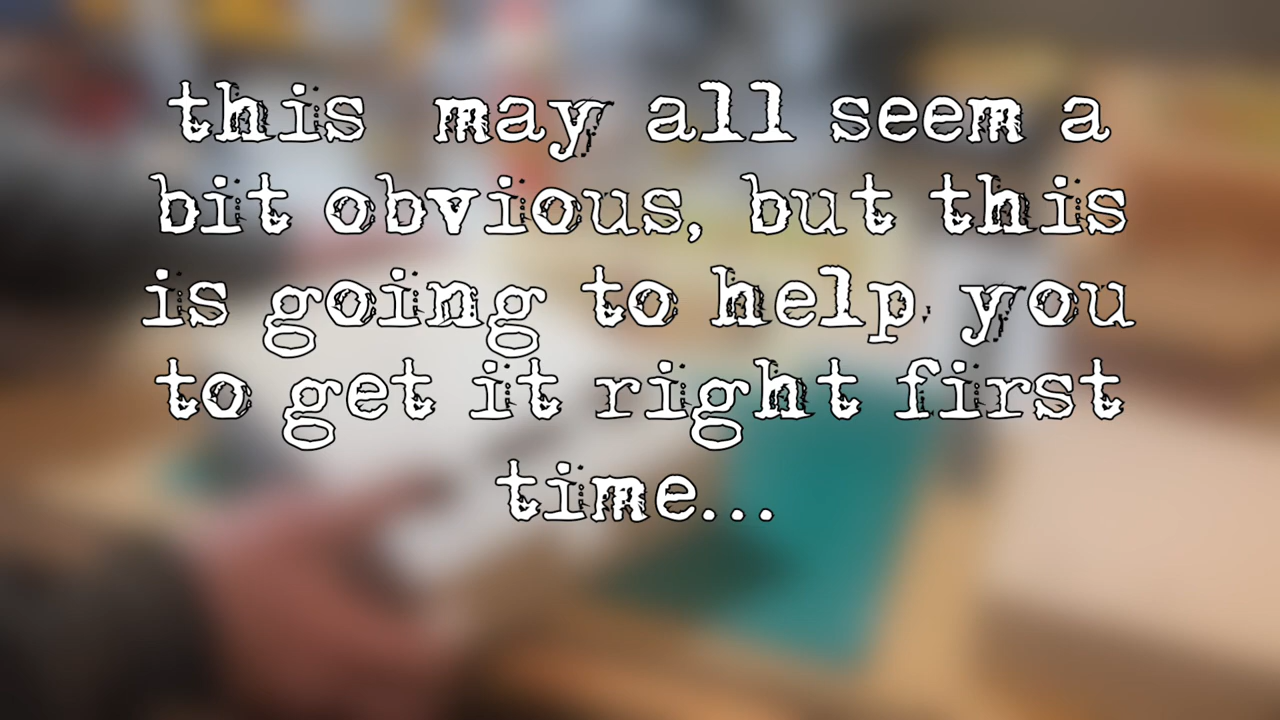 this may all seem a
bit obvious, but this
is going to help you
to get it right first
time...